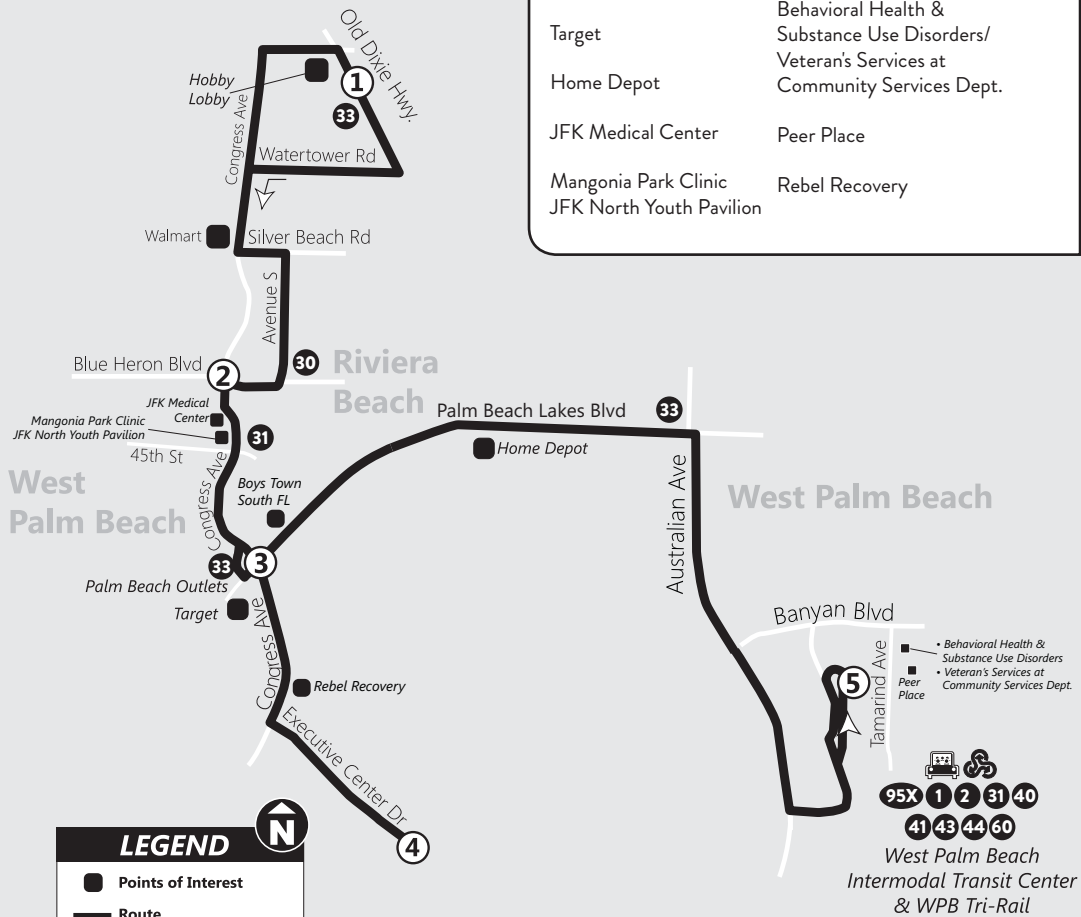 Target
Home Depot
JFK Medical Center
Mangonia Park Clinic
JFK North Youth Pavilion
Behavioral Health &
Substance Use Disorders/
Veteran's Services at
Community Services Dept.
Peer Place
Rebel Recovery
Old Dixie Hwy.
Hobby
Lobby
1
33
Congress Ave
Watertower Rd
Walmart
Silver Beach Rd
Avenue S
Blue Heron Blvd
2
30
Riviera
Beach
JFK Medical
Center
Mangonia Park Clinic
JFK North Youth Pavilion
31
45th St
Congress Ave
West
Palm Beach
Boys Town
South FL
33
3
Palm Beach Outlets
Target
Palm Beach Lakes Blvd
33
Home Depot
Australian Ave
West Palm Beach
Congress Ave
Rebel Recovery
Executive Center Dr
4
Banyan Blvd
5
Tamarind Ave
• Behavioral Health &
Substance Use Disorders
• Veteran's Services at
Community Services Dept.
Peer
Place
95X 1 2 31 40
41 43 44 60
West Palm Beach
Intermodal Transit Center
& WPB Tri-Rail
N
LEGEND
Points of Interest
Route